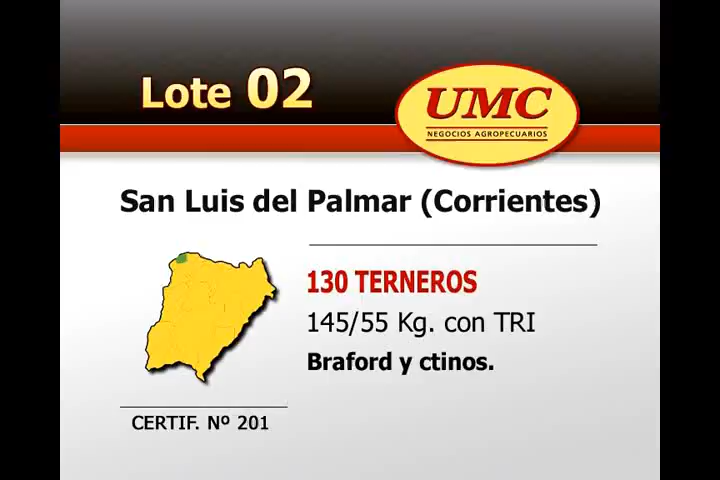 Lote 02
UMC
NEGOCIOS AGROPECUARIOS
San Luis del Palmar (Corrientes)
130 TERNEROS
145/55 Kg. con TRI
Braford y ctinos.
CERTIF. Nº 201